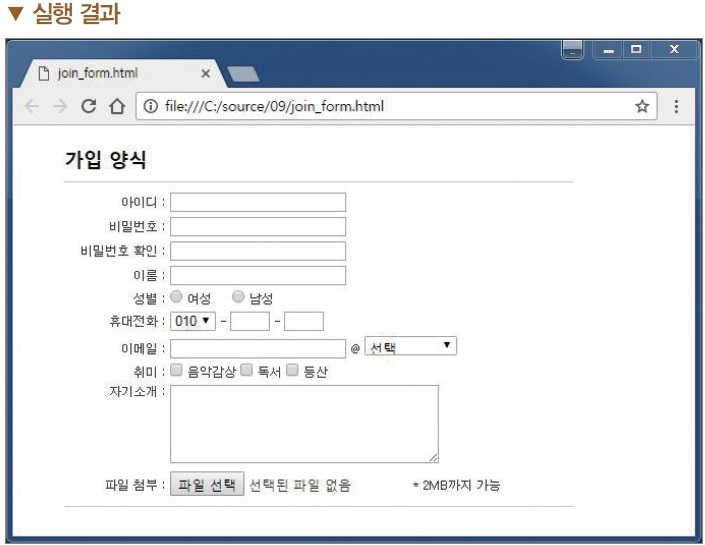 ▼ 실행 결과
join_form.html
file:///C:/source/09/join_form.html
가입 양식
아이디 :
비밀번호 :
비밀번호 확인 :
이름 :
성별 : 여성 남성
휴대전화 : 010 ▼ - -
이메일 : @ 선택 ▼
취미 : 음악감상 독서 등산
자기소개 :
파일 첨부 : 파일 선택 선택된 파일 없음 * 2MB까지 가능